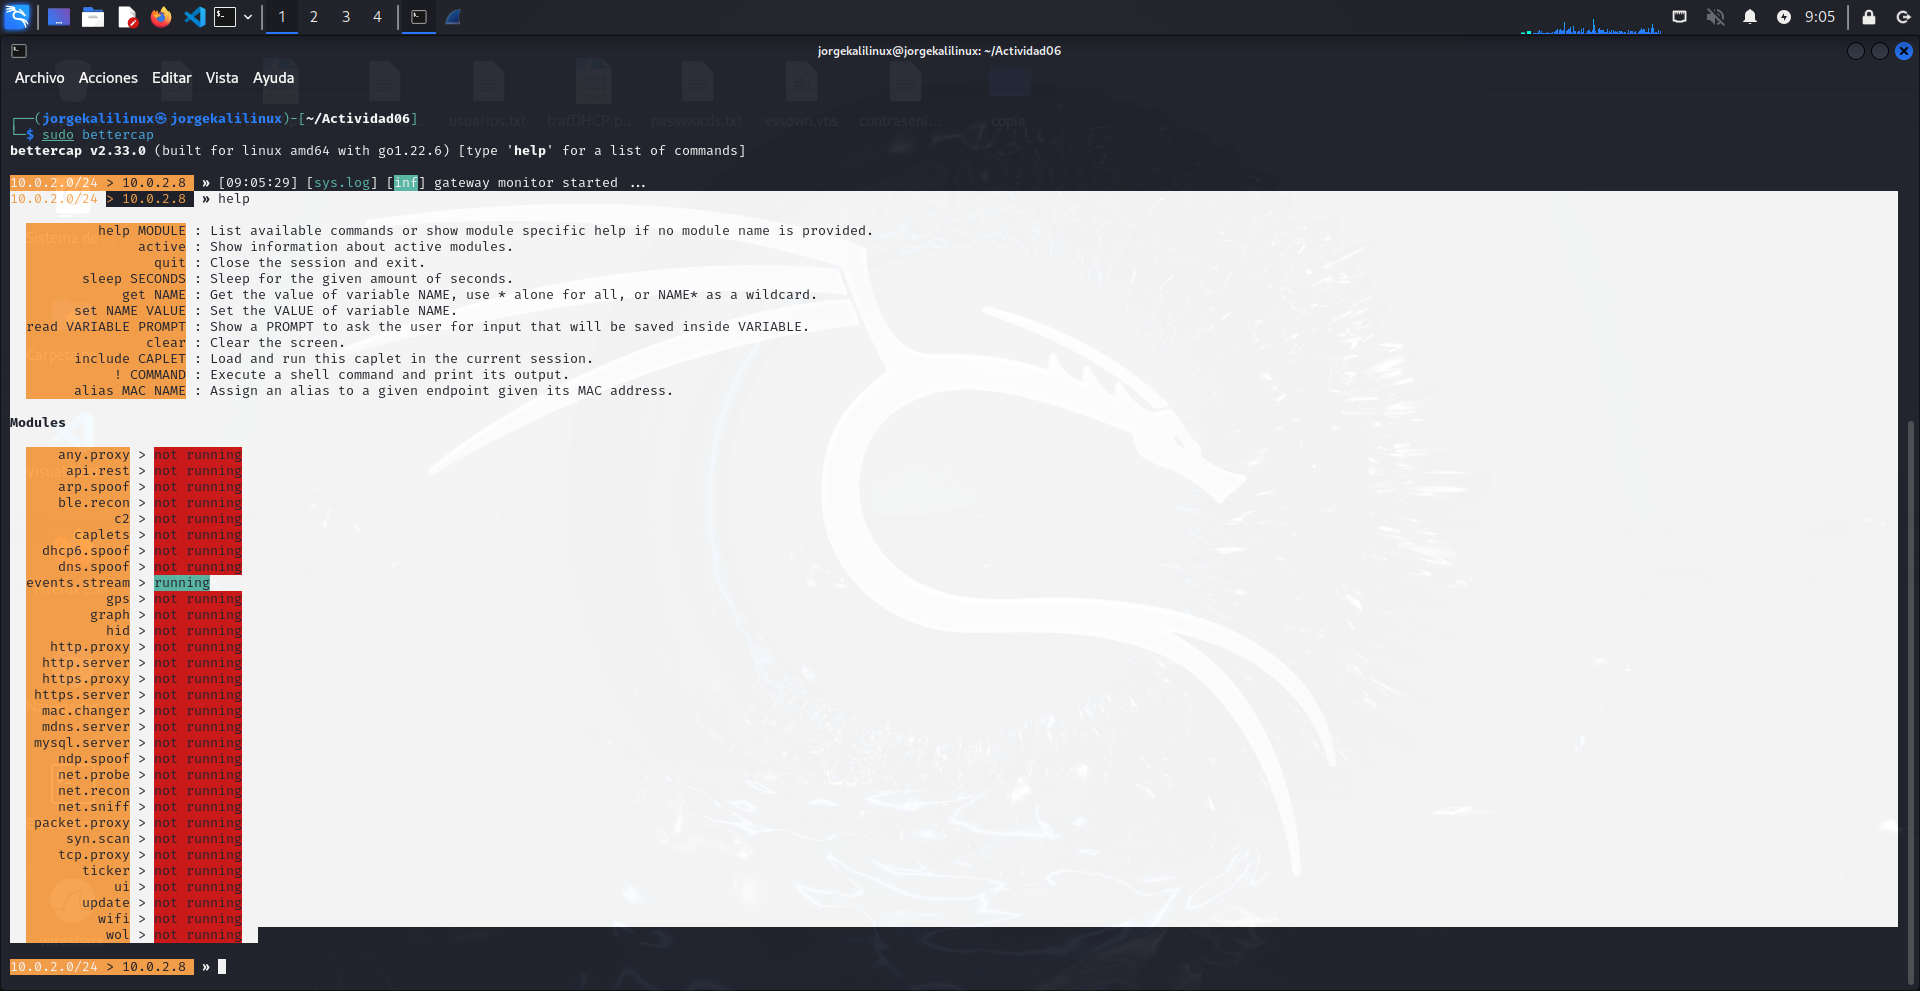 1 2 3 4 9:05
jorgekalilinux@jorgekalilinux: ~/Actividad06
Archivo Acciones Editar Vista Ayuda
usuarios.txt trafDHCP.p... passwords.txt vssown.vbs contraseni... copia
┌──(jorgekalilinux㉿jorgekalilinux)-[~/Actividad06]
└─$ sudo bettercap
bettercap v2.33.0 (built for linux amd64 with go1.22.6) [type 'help' for a list of commands]
10.0.2.0/24 > 10.0.2.8 » [09:05:29] [sys.log] [inf] gateway monitor started ...
10.0.2.0/24 > 10.0.2.8 » help
help MODULE : List available commands or show module specific help if no module name is provided.
active : Show information about active modules.
quit : Close the session and exit.
sleep SECONDS : Sleep for the given amount of seconds.
get NAME : Get the value of variable NAME, use * alone for all, or NAME* as a wildcard.
set NAME VALUE : Set the VALUE of variable NAME.
read VARIABLE PROMPT : Show a PROMPT to ask the user for input that will be saved inside VARIABLE.
clear : Clear the screen.
include CAPLET : Load and run this caplet in the current session.
! COMMAND : Execute a shell command and print its output.
alias MAC NAME : Assign an alias to a given endpoint given its MAC address.
Modules
any.proxy > not running
api.rest > not running
arp.spoof > not running
ble.recon > not running
c2 > not running
caplets > not running
dhcp6.spoof > not running
dns.spoof > not running
events.stream > running
gps > not running
graph > not running
hid > not running
http.proxy > not running
http.server > not running
https.proxy > not running
https.server > not running
mac.changer > not running
mdns.server > not running
mysql.server > not running
ndp.spoof > not running
net.probe > not running
net.recon > not running
net.sniff > not running
packet.proxy > not running
syn.scan > not running
tcp.proxy > not running
ticker > not running
ui > not running
update > not running
wifi > not running
wol > not running
10.0.2.0/24 > 10.0.2.8 »